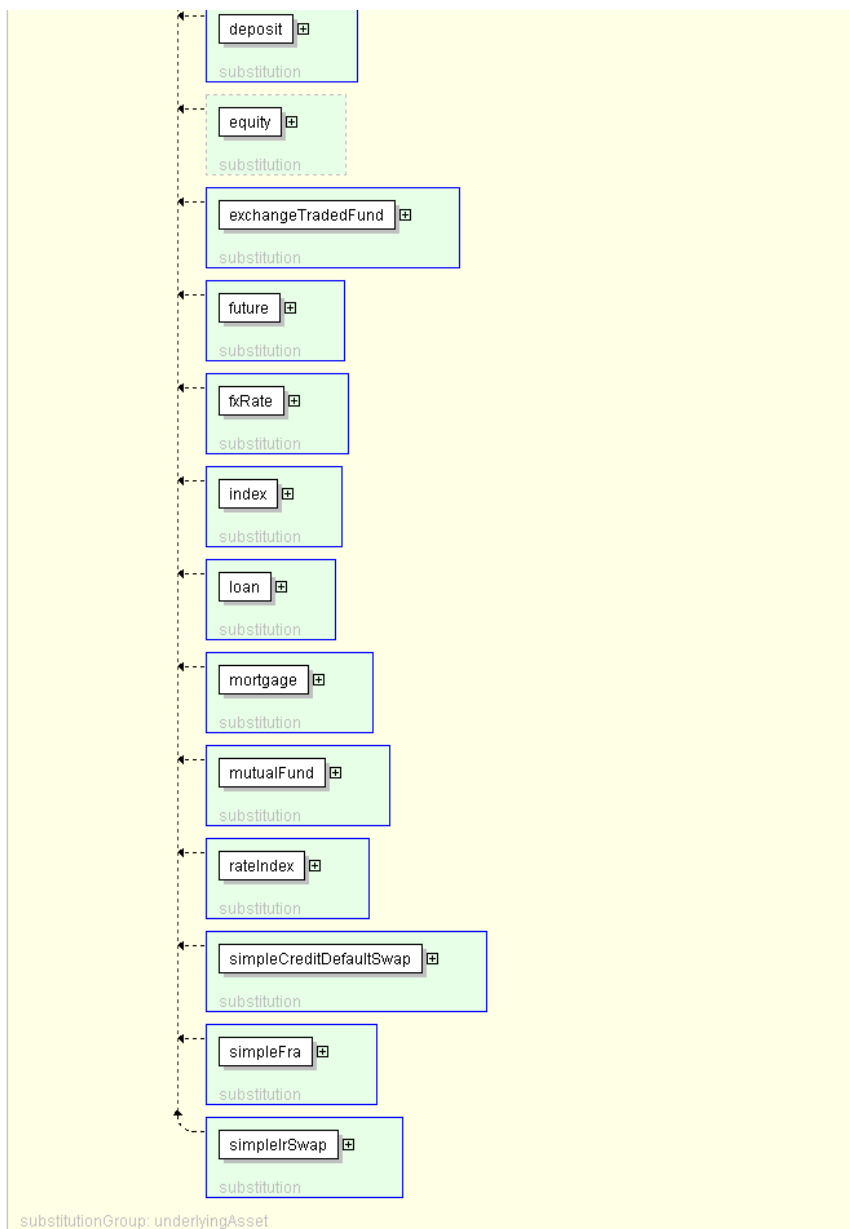 deposit
substitution
equity
substitution
exchangeTradedFund
substitution
future
substitution
fxRate
substitution
index
substitution
loan
substitution
mortgage
substitution
mutualFund
substitution
rateIndex
substitution
simpleCreditDefaultSwap
substitution
simpleFra
substitution
simpleIrSwap
substitution
substitutionGroup: underlyingAsset